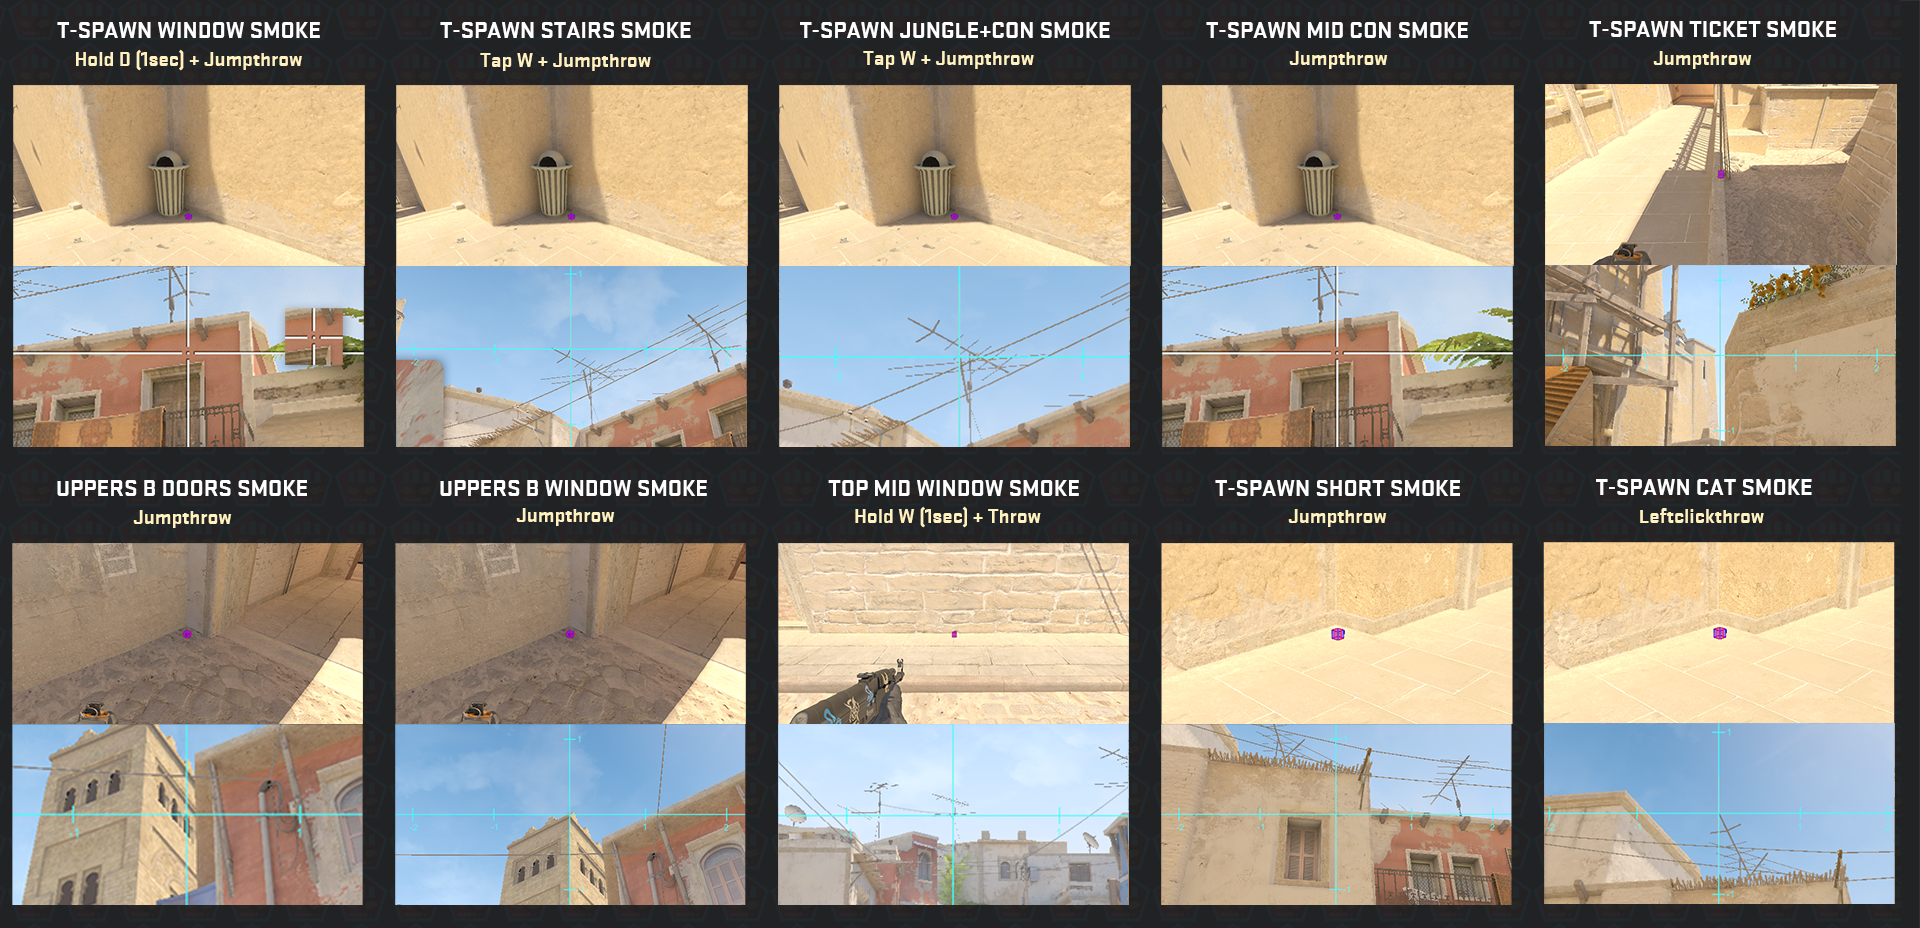 T-SPAWN WINDOW SMOKE
Hold D (1sec) + Jumpthrow
T-SPAWN STAIRS SMOKE
Tap W + Jumpthrow
T-SPAWN JUNGLE+CON SMOKE
Tap W + Jumpthrow
T-SPAWN MID CON SMOKE
Jumpthrow
T-SPAWN TICKET SMOKE
Jumpthrow
UPPERS B DOORS SMOKE
Jumpthrow
UPPERS B WINDOW SMOKE
Jumpthrow
TOP MID WINDOW SMOKE
Hold W (1sec) + Throw
T-SPAWN SHORT SMOKE
Jumpthrow
T-SPAWN CAT SMOKE
Leftclickthrow